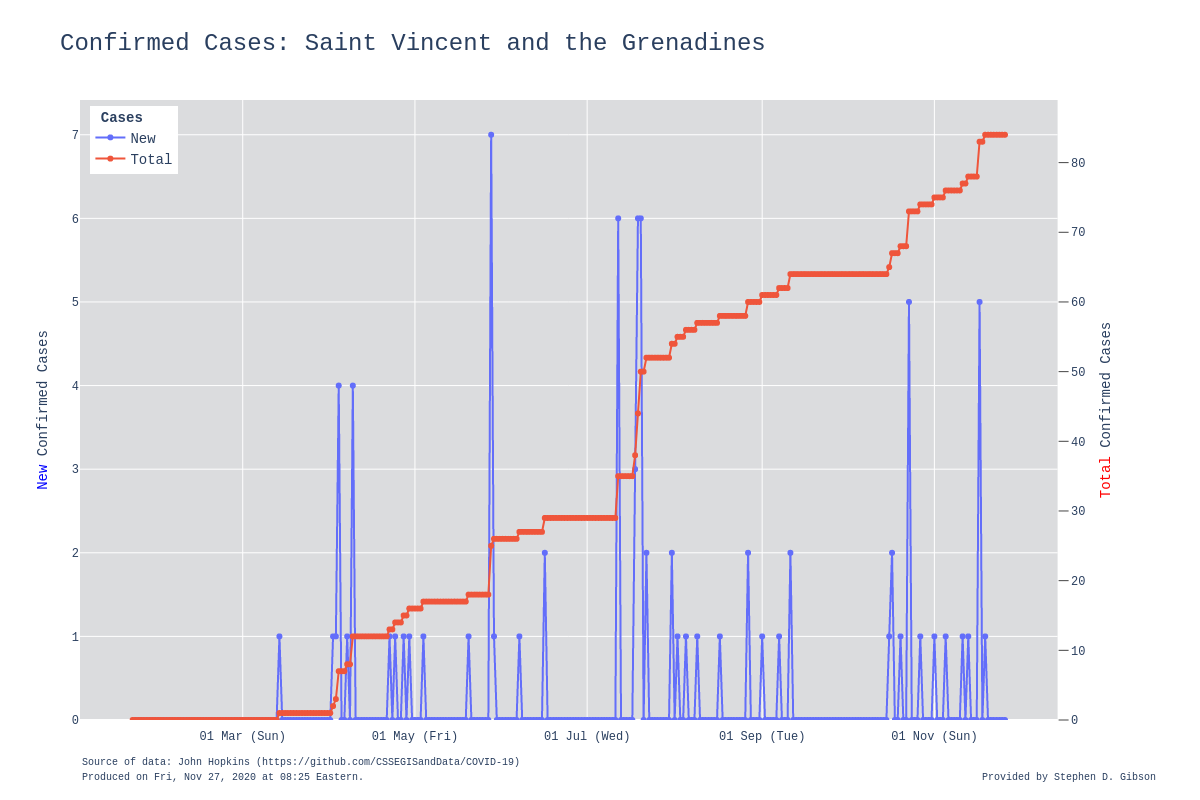 Confirmed Cases: Saint Vincent and the Grenadines
Cases
New
Total
7
6
5
4
3
2
1
0
New Confirmed Cases
80
70
60
50
40
30
20
10
0
Total Confirmed Cases
01 Mar (Sun)
01 May (Fri)
01 Jul (Wed)
01 Sep (Tue)
01 Nov (Sun)
Source of data: John Hopkins (https://github.com/CSSEGISandData/COVID-19)
Produced on Fri, Nov 27, 2020 at 08:25 Eastern.
Provided by Stephen D. Gibson